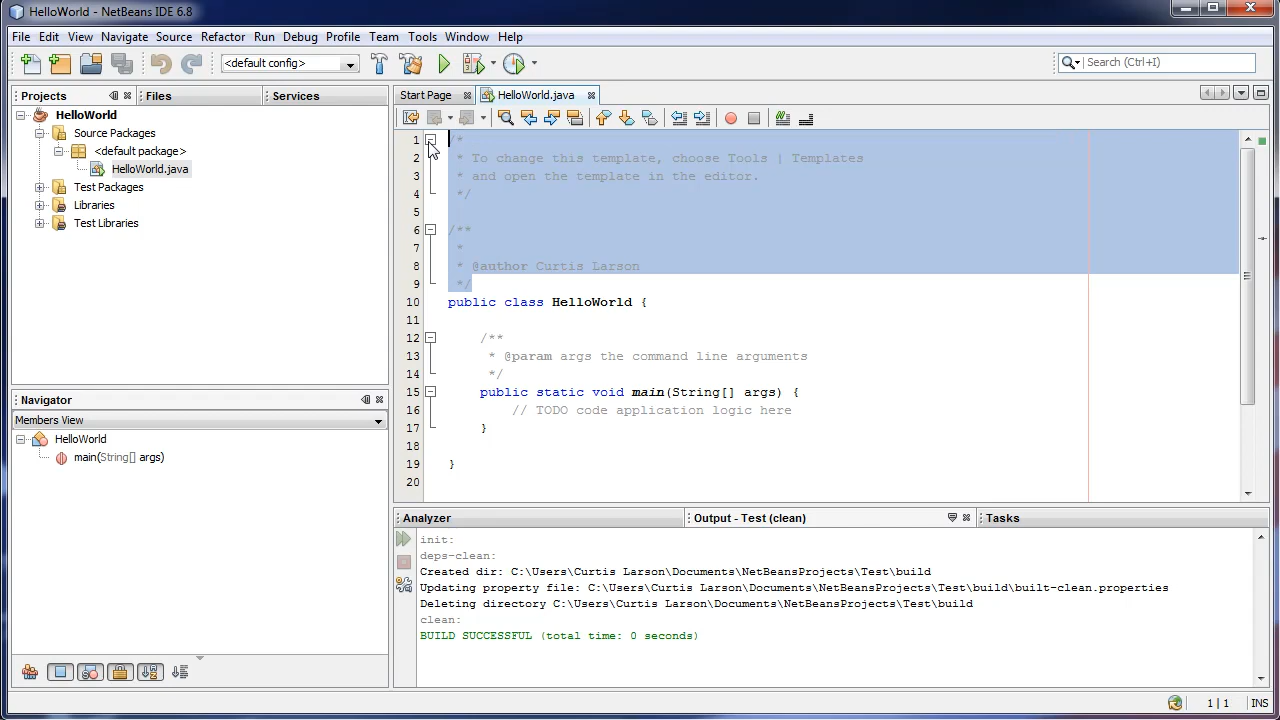 HelloWorld - NetBeans IDE 6.8
File Edit View Navigate Source Refactor Run Debug Profile Team Tools Window Help
<default config>
Search (Ctrl+I)
Projects
Files
Services
HelloWorld
Source Packages
<default package>
HelloWorld.java
Test Packages
Libraries
Test Libraries
Navigator
Members View
HelloWorld
main(String[] args)
Start Page
HelloWorld.java
1 /*
2 * To change this template, choose Tools | Templates
3 * and open the template in the editor.
4 */
5
6 /**
7 *
8 * @author Curtis Larson
9 */
10 public class HelloWorld {
11
12 /**
13 * @param args the command line arguments
14 */
15 public static void main(String[] args) {
16 // TODO code application logic here
17 }
18
19 }
20
Analyzer
Output - Test (clean)
Tasks
init:
deps-clean:
Created dir: C:\Users\Curtis Larson\Documents\NetBeansProjects\Test\build
Updating property file: C:\Users\Curtis Larson\Documents\NetBeansProjects\Test\build\built-clean.properties
Deleting directory C:\Users\Curtis Larson\Documents\NetBeansProjects\Test\build
clean:
BUILD SUCCESSFUL (total time: 0 seconds)
1 | 1
INS